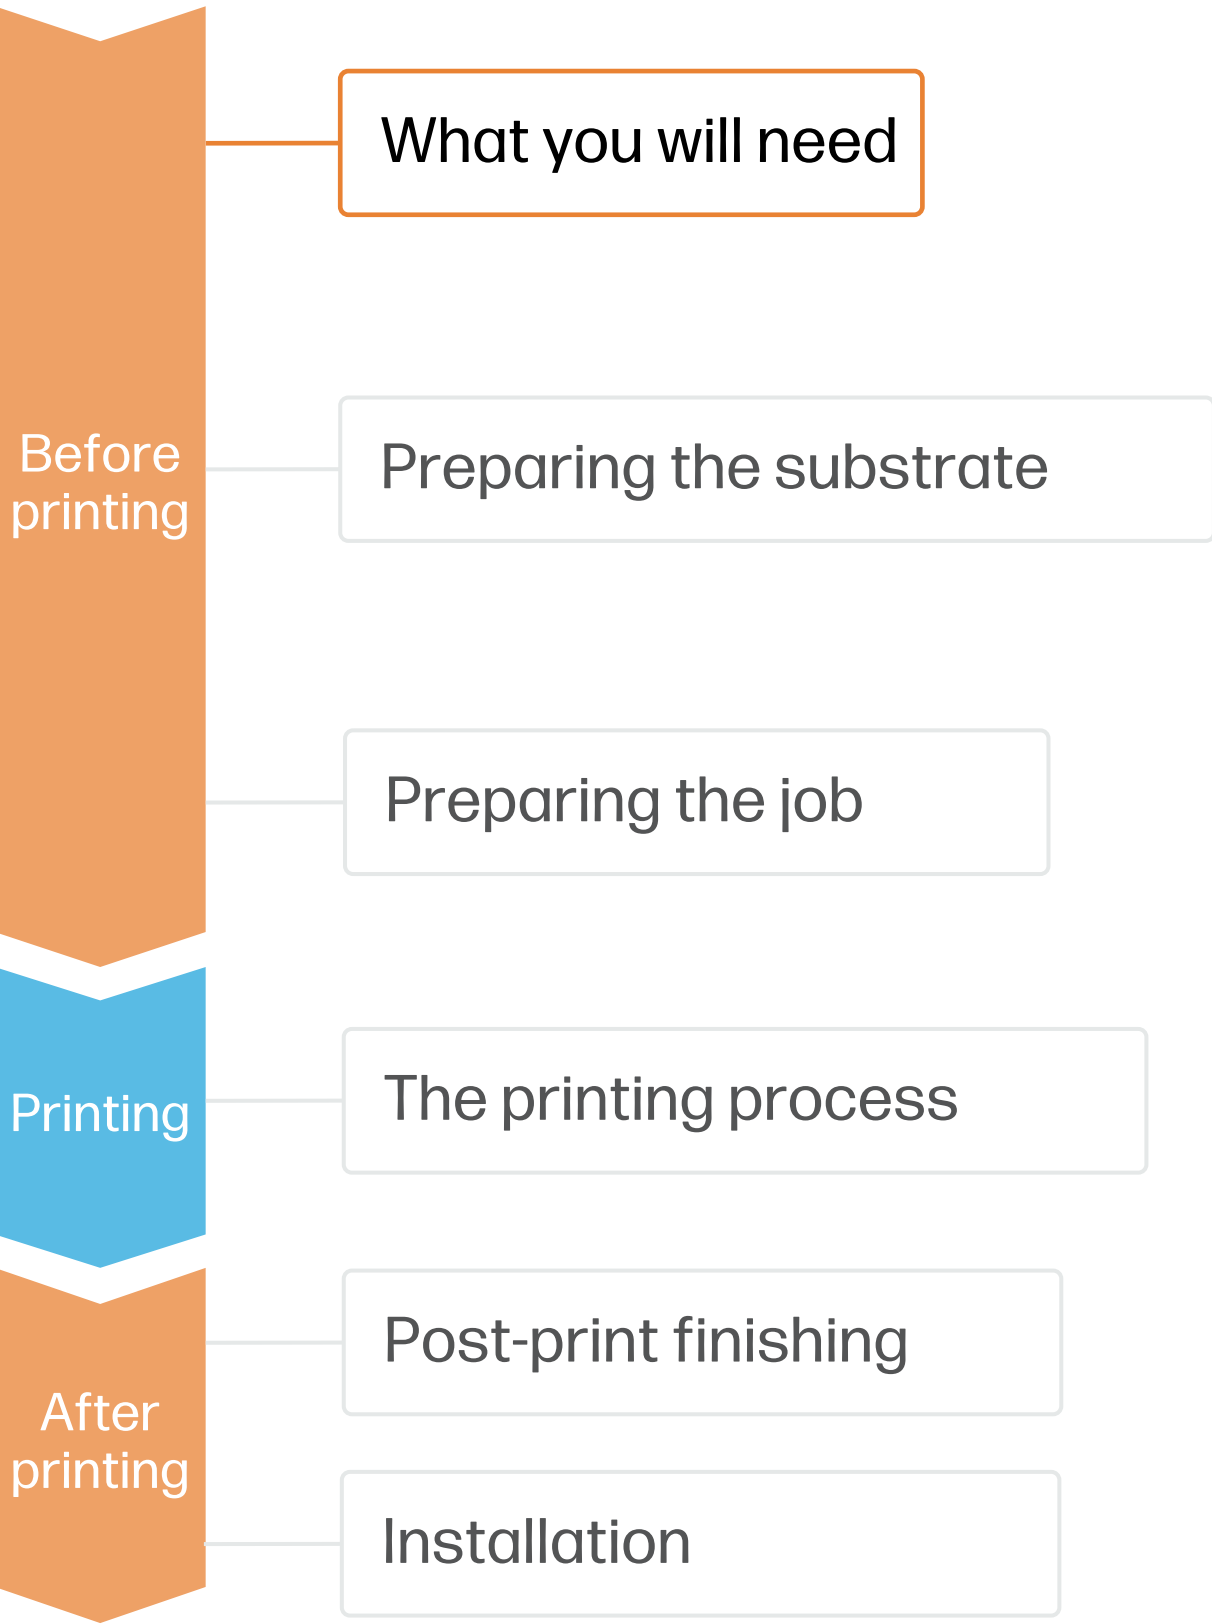 What you will need
Before
printing
Preparing the substrate
Preparing the job
Printing
The printing process
After
printing
Post-print finishing
Installation